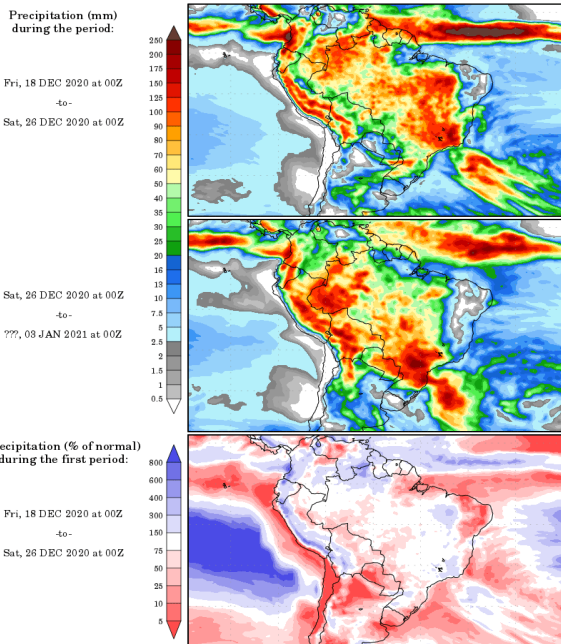 Precipitation (mm)
during the period:
Fri, 18 DEC 2020 at 00Z
-to-
Sat, 26 DEC 2020 at 00Z
250
200
175
150
125
100
90
80
70
60
50
40
35
30
25
20
16
13
10
7.5
5
2.5
2
1.5
1
0.5
Sat, 26 DEC 2020 at 00Z
-to-
???, 03 JAN 2021 at 00Z
ecipitation (% of normal)
during the first period:
Fri, 18 DEC 2020 at 00Z
-to-
Sat, 26 DEC 2020 at 00Z
800
600
400
300
150
75
50
25
10
5